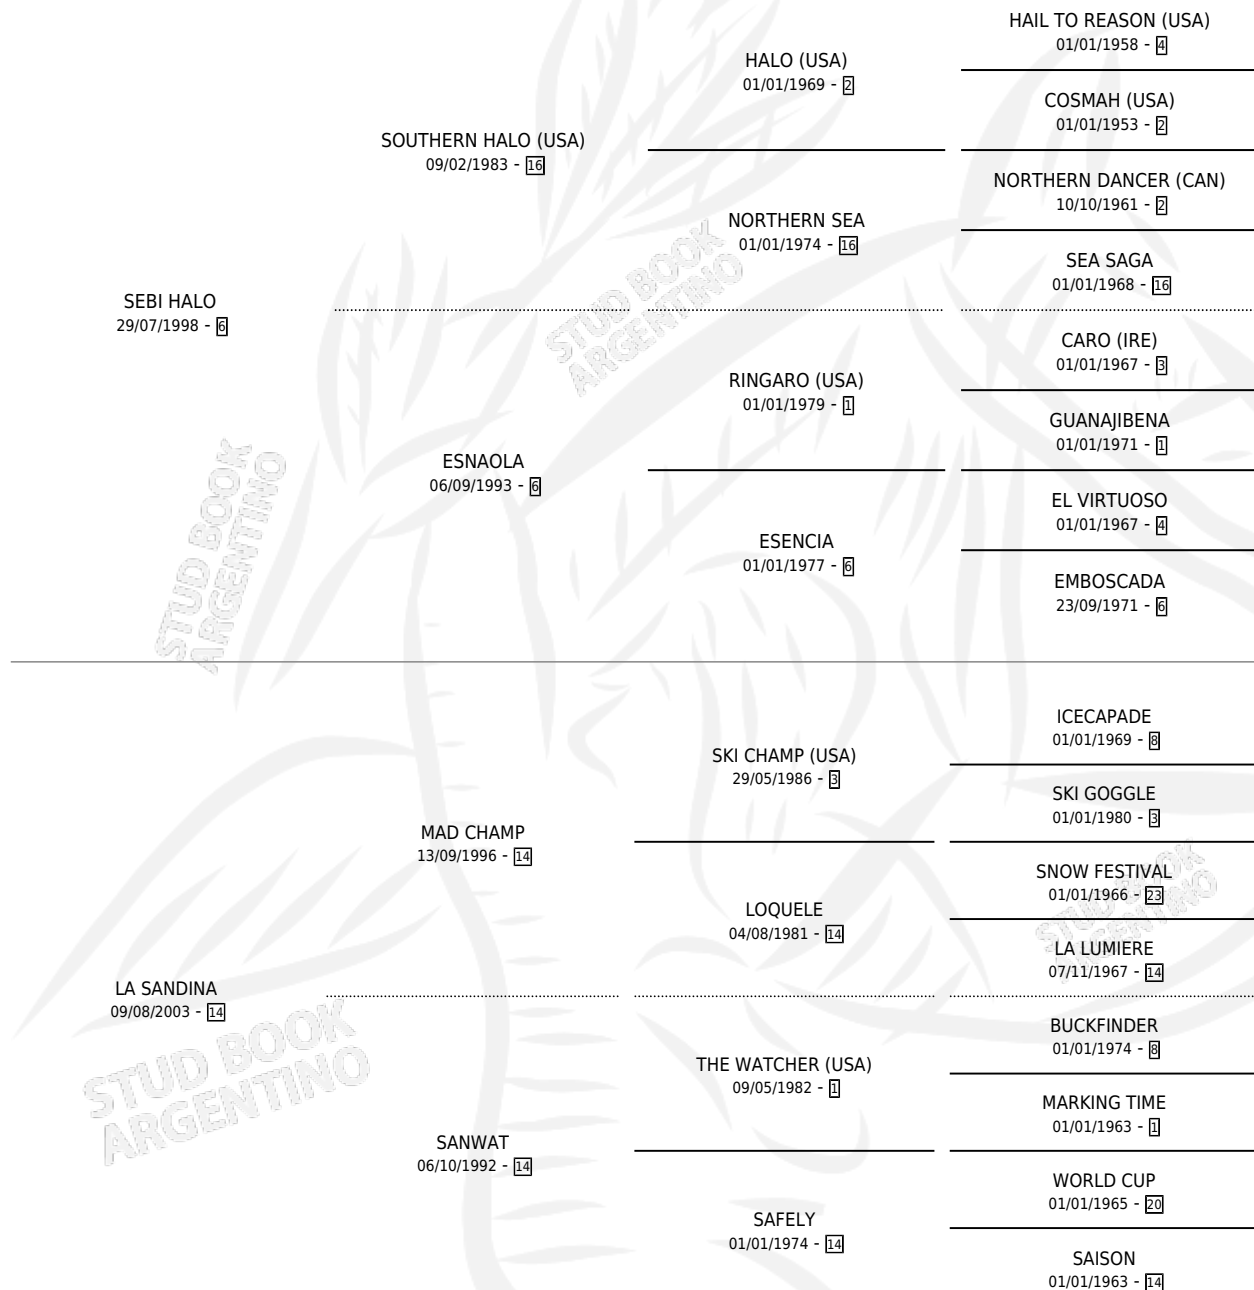 HAIL TO REASON (USA)
01/01/1958 - 4
HALO (USA)
01/01/1969 - 2
COSMAH (USA)
01/01/1953 - 2
SOUTHERN HALO (USA)
09/02/1983 - 16
NORTHERN DANCER (CAN)
10/10/1961 - 2
NORTHERN SEA
01/01/1974 - 16
SEA SAGA
01/01/1968 - 16
SEBI HALO
29/07/1998 - 6
CARO (IRE)
01/01/1967 - 3
RINGARO (USA)
01/01/1979 - 1
GUANAJIBENA
01/01/1971 - 1
ESNAOLA
06/09/1993 - 6
EL VIRTUOSO
01/01/1967 - 4
ESENCIA
01/01/1977 - 6
EMBOSCADA
23/09/1971 - 6
STUD BOOK
ARGENTINO
STUD BOOK
ARGENTINO
ICECAPADE
01/01/1969 - 8
SKI CHAMP (USA)
29/05/1986 - 3
SKI GOGGLE
01/01/1980 - 3
MAD CHAMP
13/09/1996 - 14
SNOW FESTIVAL
01/01/1966 - 23
LOQUELE
04/08/1981 - 14
LA LUMIERE
07/11/1967 - 14
LA SANDINA
09/08/2003 - 14
BUCKFINDER
01/01/1974 - 8
THE WATCHER (USA)
09/05/1982 - 1
MARKING TIME
01/01/1963 - 1
SANWAT
06/10/1992 - 14
WORLD CUP
01/01/1965 - 20
SAFELY
01/01/1974 - 14
SAISON
01/01/1963 - 14
STUD BOOK
ARGENTINO
STUD BOOK
ARGENTINO